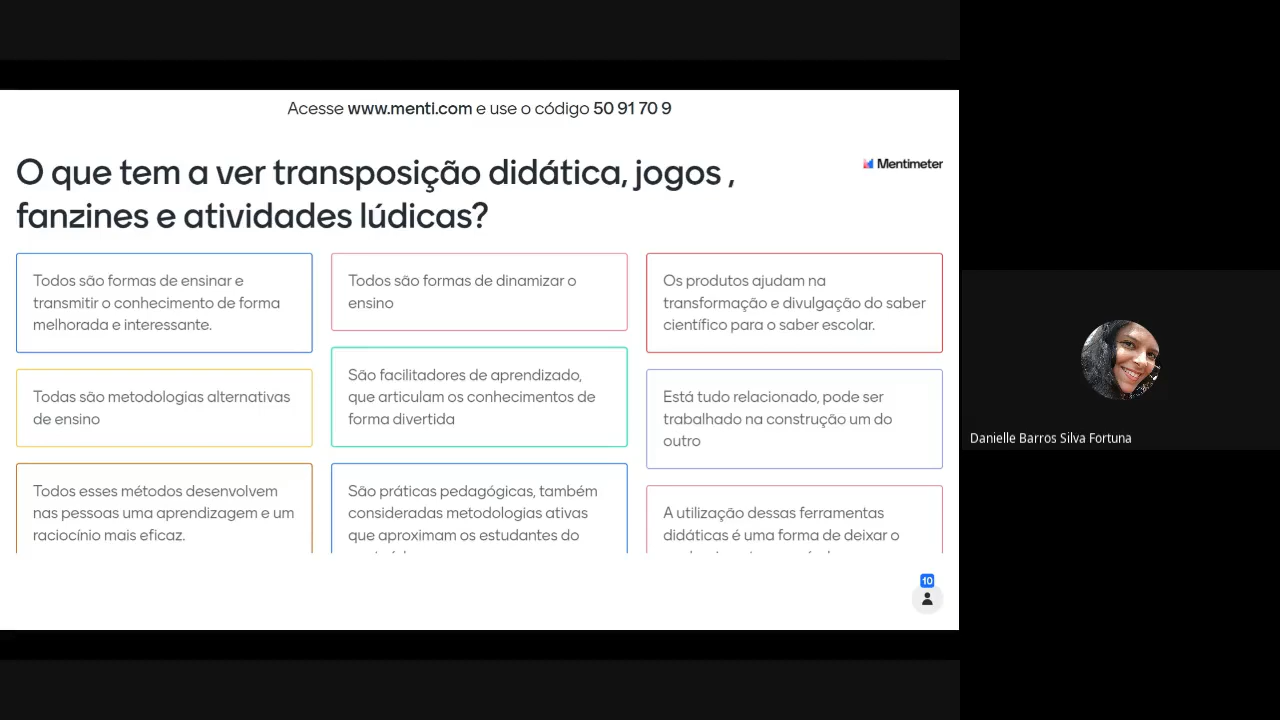 Acesse www.menti.com e use o código 50 91 70 9
O que tem a ver transposição didática, jogos ,
fanzines e atividades lúdicas?
Mentimeter
Todos são formas de ensinar e
transmitir o conhecimento de forma
melhorada e interessante.
Todas são metodologias alternativas
de ensino
Todos esses métodos desenvolvem
nas pessoas uma aprendizagem e um
raciocínio mais eficaz.
Todos são formas de dinamizar o
ensino
São facilitadores de aprendizado,
que articulam os conhecimentos de
forma divertida
São práticas pedagógicas, também
consideradas metodologias ativas
que aproximam os estudantes do
Os produtos ajudam na
transformação e divulgação do saber
científico para o saber escolar.
Está tudo relacionado, pode ser
trabalhado na construção um do
outro
A utilização dessas ferramentas
didáticas é uma forma de deixar o
10
Danielle Barros Silva Fortuna